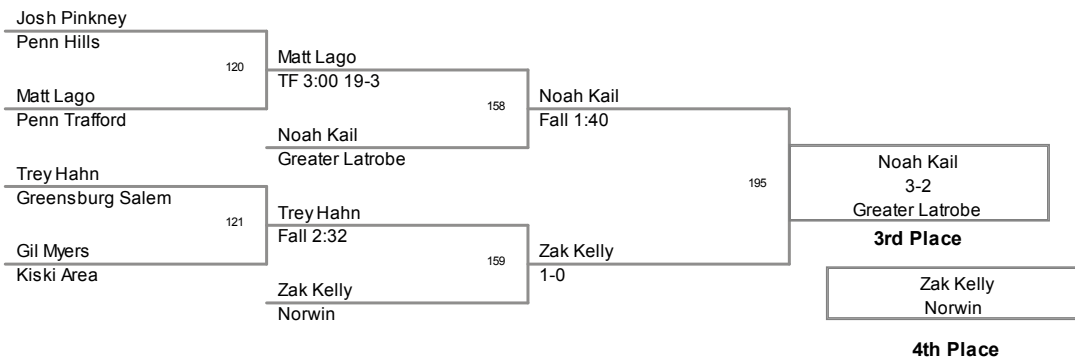 Josh Pinkney
Penn Hills
120
Matt Lago
Penn Trafford
Matt Lago
TF 3:00 19-3
158
Noah Kail
Greater Latrobe
Trey Hahn
Greensburg Salem
121
Gil Myers
Kiski Area
Trey Hahn
Fall 2:32
159
Zak Kelly
Norwin
Noah Kail
Fall 1:40
195
Zak Kelly
1-0
Noah Kail
3-2
Greater Latrobe
3rd Place
Zak Kelly
Norwin
4th Place